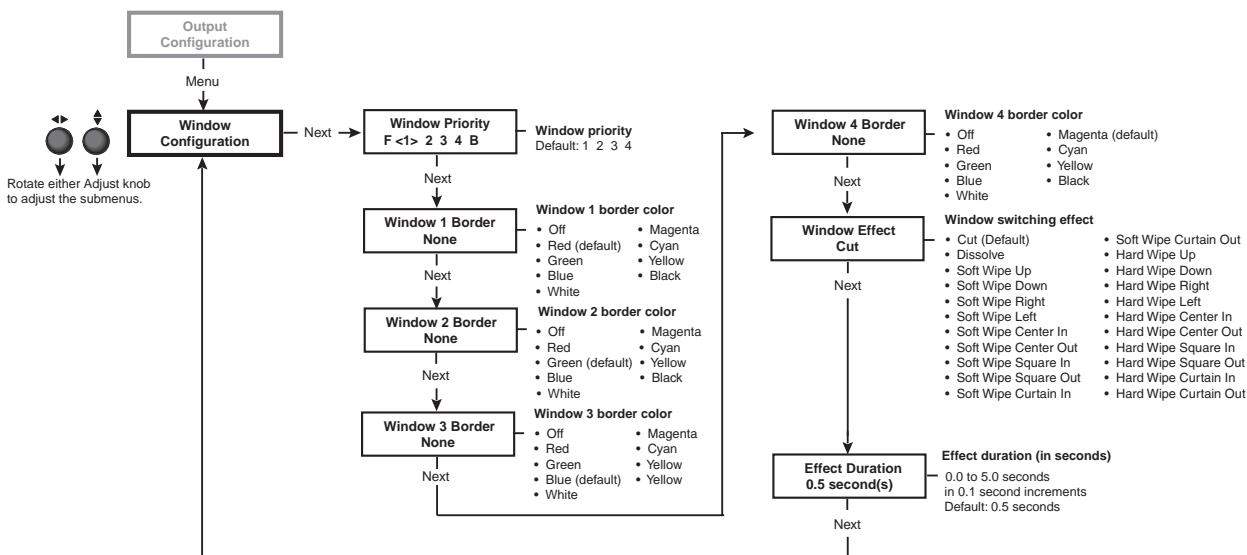 Output
Configuration
Menu
Window
Configuration
Rotate either Adjust knob
to adjust the submenus.
Next
Window Priority
F <1> 2 3 4 B
Window priority
Default: 1 2 3 4
Next
Window 1 Border
None
Window 1 border color
• Off
• Red (default)
• Green
• Blue
• White
• Magenta
• Cyan
• Yellow
• Black
Next
Window 2 Border
None
Window 2 border color
• Off
• Red
• Green (default)
• Blue
• White
• Magenta
• Cyan
• Yellow
• Black
Next
Window 3 Border
None
Window 3 border color
• Off
• Red
• Green
• Blue (default)
• White
• Magenta
• Cyan
• Yellow
• Yellow
Next
Window 4 Border
None
Window 4 border color
• Off
• Red
• Green
• Blue
• White
• Magenta (default)
• Cyan
• Yellow
• Black
Next
Window Effect
Cut
Window switching effect
• Cut (Default)
• Dissolve
• Soft Wipe Up
• Soft Wipe Down
• Soft Wipe Right
• Soft Wipe Left
• Soft Wipe Center In
• Soft Wipe Center Out
• Soft Wipe Square In
• Soft Wipe Square Out
• Soft Wipe Curtain In
• Soft Wipe Curtain Out
• Hard Wipe Up
• Hard Wipe Down
• Hard Wipe Right
• Hard Wipe Left
• Hard Wipe Center In
• Hard Wipe Center Out
• Hard Wipe Square In
• Hard Wipe Square Out
• Hard Wipe Curtain In
• Hard Wipe Curtain Out
Next
Effect Duration
0.5 second(s)
Effect duration (in seconds)
0.0 to 5.0 seconds
in 0.1 second increments
Default: 0.5 seconds
Next